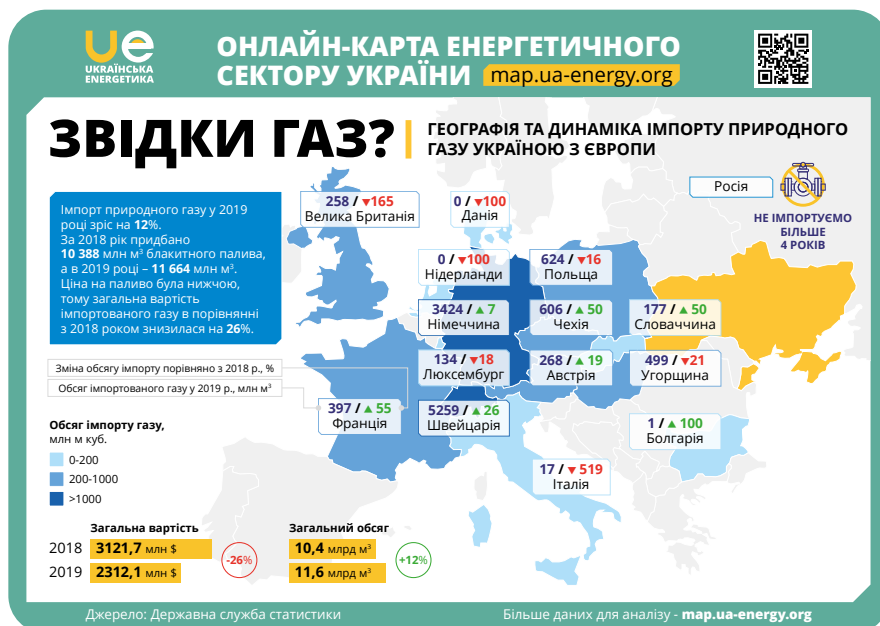 ue
УКРАЇНСЬКА
ЕНЕРГЕТИКА
ОНЛАЙН-КАРТА ЕНЕРГЕТИЧНОГО
СЕКТОРУ УКРАЇНИ map.ua-energy.org
ЗВІДКИ ГАЗ?
ГЕОГРАФІЯ ТА ДИНАМІКА ІМПОРТУ ПРИРОДНОГО
ГАЗУ УКРАЇНОЮ З ЄВРОПИ
Імпорт природного газу у 2019
році зріс на 12%.
За 2018 рік придбано
10 388 млн м³ блакитного палива,
а в 2019 році – 11 664 млн м³.
Ціна на паливо була нижчою,
тому загальна вартість
імпортованого газу в порівнянні
з 2018 роком знизилася на 26%.
258 / ▼165
Велика Британія
0 / ▼100
Данія
Росія
НЕ ІМПОРТУЄМО
БІЛЬШЕ
4 РОКІВ
0 / ▼100
Нідерланди
624 / ▼16
Польща
3424 / ▲ 7
Німеччина
606 / ▲ 50
Чехія
177 / ▲ 50
Словаччина
134 / ▼18
Люксембург
268 / ▲ 19
Австрія
499 / ▼21
Угорщина
Зміна обсягу імпорту порівняно з 2018 р., %
Обсяг імпортованого газу у 2019 р., млн м³
397 / ▲ 55
Франція
5259 / ▲ 26
Швейцарія
1 / ▲ 100
Болгарія
17 / ▼ 519
Італія
Обсяг імпорту газу,
млн м куб.
0-200
200-1000
>1000
Загальна вартість
2018 3121,7 млн $
2019 2312,1 млн $
-26%
Загальний обсяг
10,4 млрд м³
11,6 млрд м³
+12%
Джерело: Державна служба статистики
Більше даних для аналізу - map.ua-energy.org